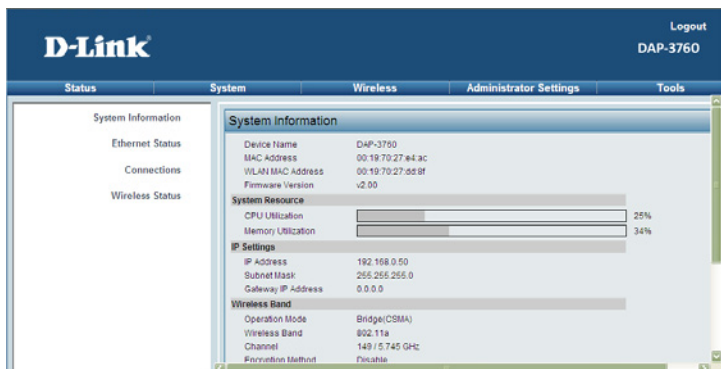 Logout
D-Link
DAP-3760
Status System Wireless Administrator Settings Tools
System Information
Ethernet Status
Connections
Wireless Status
System Information
Device Name DAP-3760
MAC Address 00:19:70:27:e4:ac
WLAN MAC Address 00:19:70:27:dd:8f
Firmware Version v2.00
System Resource
CPU Utilization 25%
Memory Utilization 34%
IP Settings
IP Address 192.168.0.50
Subnet Mask 255.255.255.0
Gateway IP Address 0.0.0.0
Wireless Band
Operation Mode Bridge(CSMA)
Wireless Band 802.11a
Channel 149 / 5.745 GHz
Encryption Method Disable